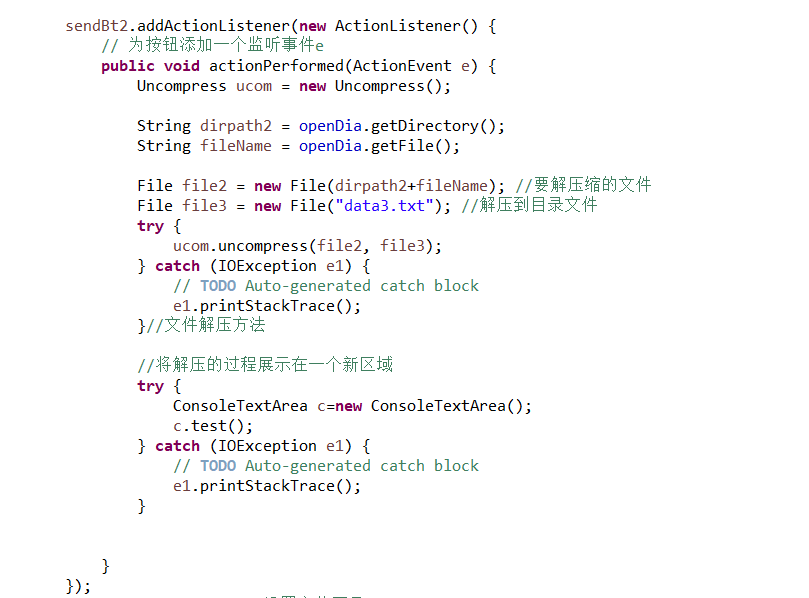 sendBt2.addActionListener(new ActionListener() {
// 为按钮添加一个监听事件e
public void actionPerformed(ActionEvent e) {
Uncompress ucom = new Uncompress();
String dirpath2 = openDia.getDirectory();
String fileName = openDia.getFile();
File file2 = new File(dirpath2+fileName); //要解压缩的文件
File file3 = new File("data3.txt"); //解压到目录文件
try {
ucom.uncompress(file2, file3);
} catch (IOException e1) {
// TODO Auto-generated catch block
e1.printStackTrace();
}//文件解压方法
//将解压的过程展示在一个新区域
try {
ConsoleTextArea c=new ConsoleTextArea();
c.test();
} catch (IOException e1) {
// TODO Auto-generated catch block
e1.printStackTrace();
}
}
});